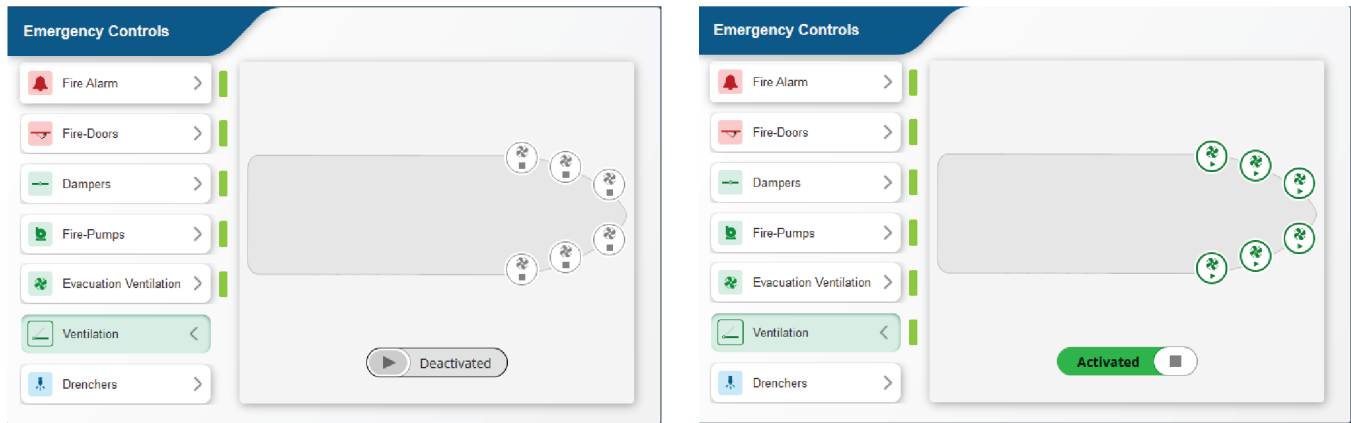 Emergency Controls
Fire Alarm
Fire-Doors
Dampers
Fire-Pumps
Evacuation Ventilation
Ventilation
Drenchers
Deactivated
Emergency Controls
Fire Alarm
Fire-Doors
Dampers
Fire-Pumps
Evacuation Ventilation
Ventilation
Drenchers
Activated